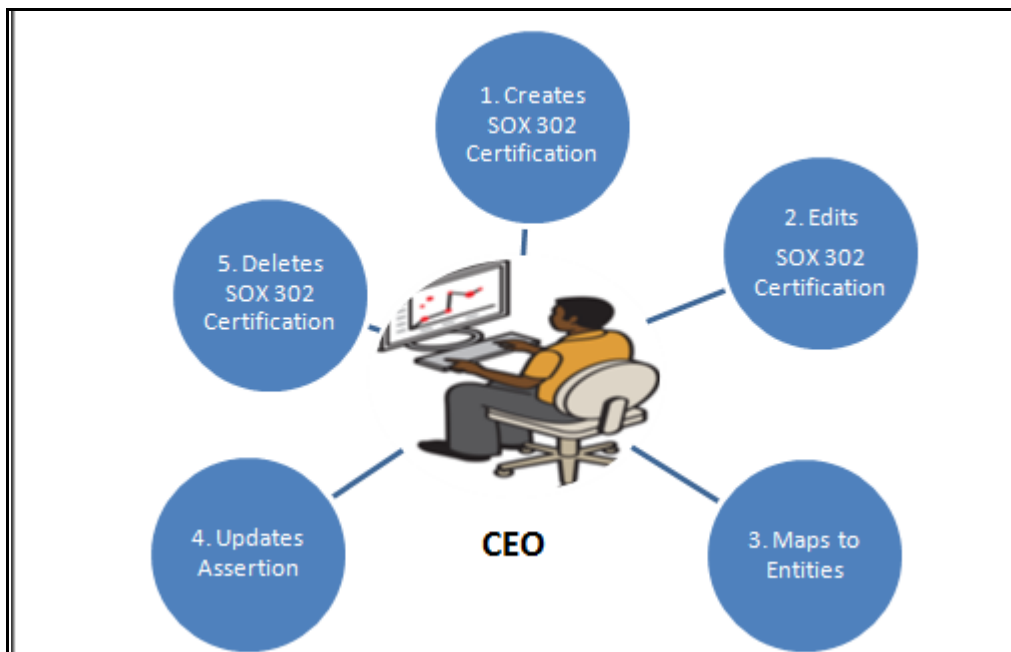 1. Creates
SOX 302
Certification
2. Edits
SOX 302
Certification
3. Maps to
Entities
4. Updates
Assertion
5. Deletes
SOX 302
Certification
CEO